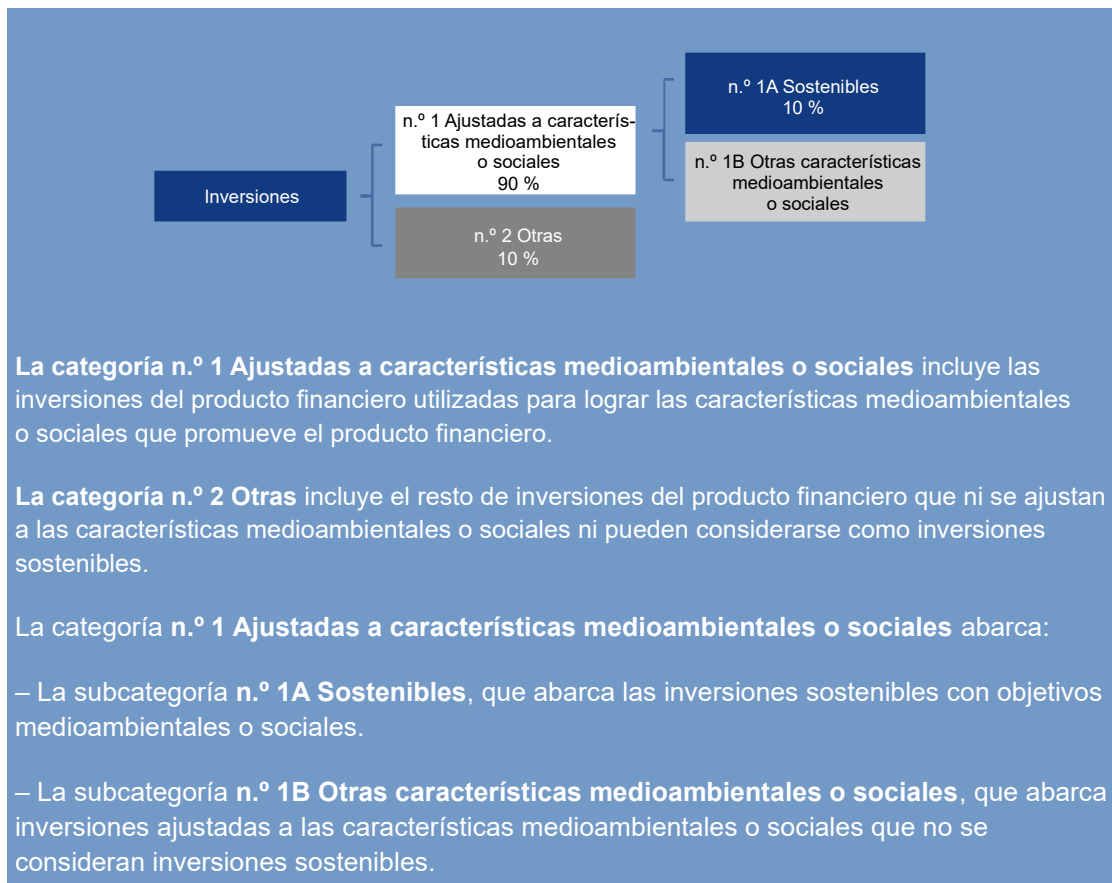 n.º 1A Sostenibles
10 %
n.º 1 Ajustadas a caracterís-
ticas medioambientales
o sociales
90 %
n.º 1B Otras características
medioambientales
o sociales
Inversiones
n.º 2 Otras
10 %
La categoría n.º 1 Ajustadas a características medioambientales o sociales incluye las
inversiones del producto financiero utilizadas para lograr las características medioambientales
o sociales que promueve el producto financiero.
La categoría n.º 2 Otras incluye el resto de inversiones del producto financiero que ni se ajustan
a las características medioambientales o sociales ni pueden considerarse como inversiones
sostenibles.
La categoría n.º 1 Ajustadas a características medioambientales o sociales abarca:
– La subcategoría n.º 1A Sostenibles, que abarca las inversiones sostenibles con objetivos
medioambientales o sociales.
– La subcategoría n.º 1B Otras características medioambientales o sociales, que abarca
inversiones ajustadas a las características medioambientales o sociales que no se
consideran inversiones sostenibles.